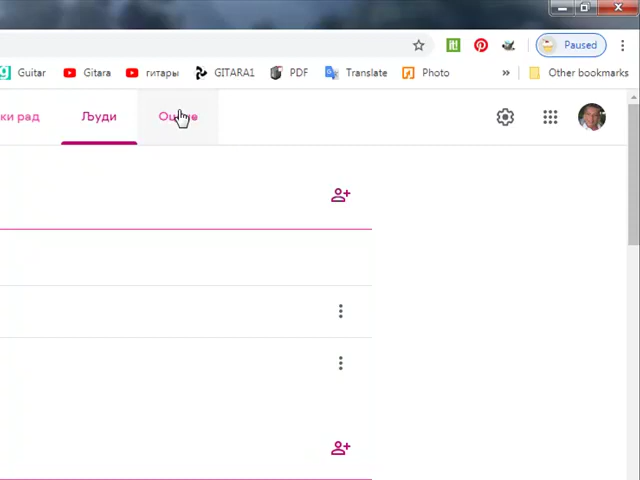 Paused
Guitar Gitara гитары GITARA1 PDF Translate Photo » Other bookmarks
ки рад Људи